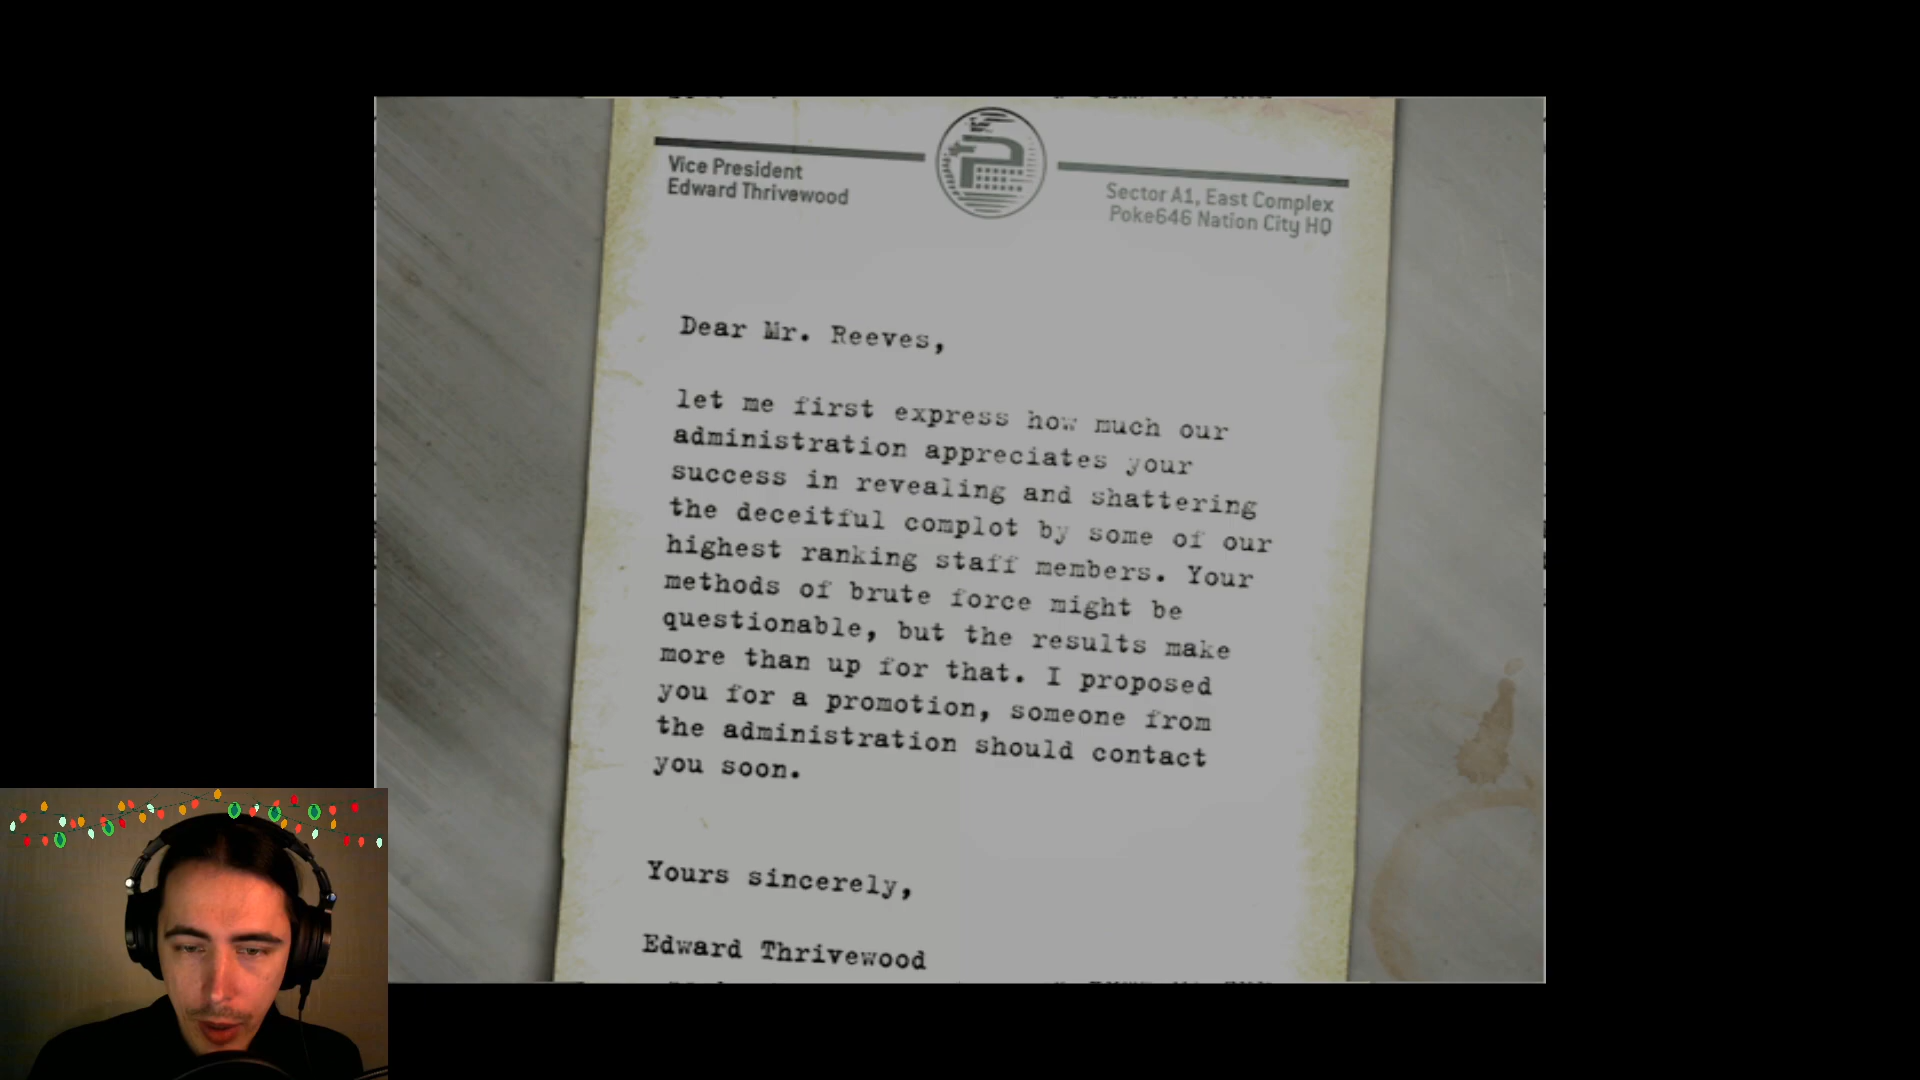 Vice President
Edward Thrivewood
Sector A1, East Complex
Poke646 Nation City HQ
Dear Mr. Reeves,
let me first express how much our
administration appreciates your
success in revealing and shattering
the deceitful complot by some of our
highest ranking staff members. Your
methods of brute force might be
questionable, but the results make
more than up for that. I proposed
you for a promotion, someone from
the administration should contact
you soon.
Yours sincerely,
Edward Thrivewood